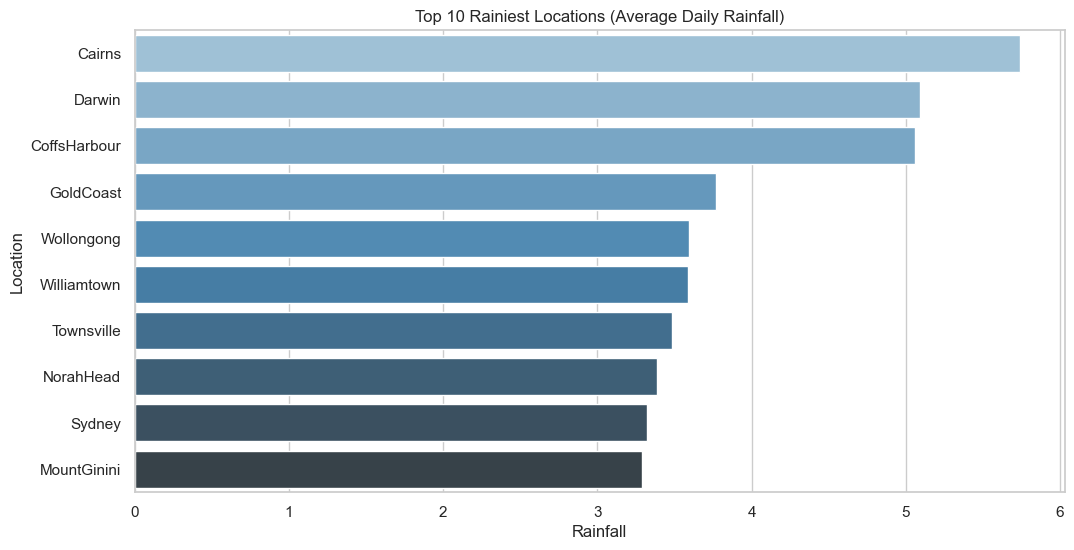 Top 10 Rainiest Locations (Average Daily Rainfall)
Location
Cairns
Darwin
CoffsHarbour
GoldCoast
Wollongong
Williamtown
Townsville
NorahHead
Sydney
MountGinini
0 1 2 3 4 5 6
Rainfall